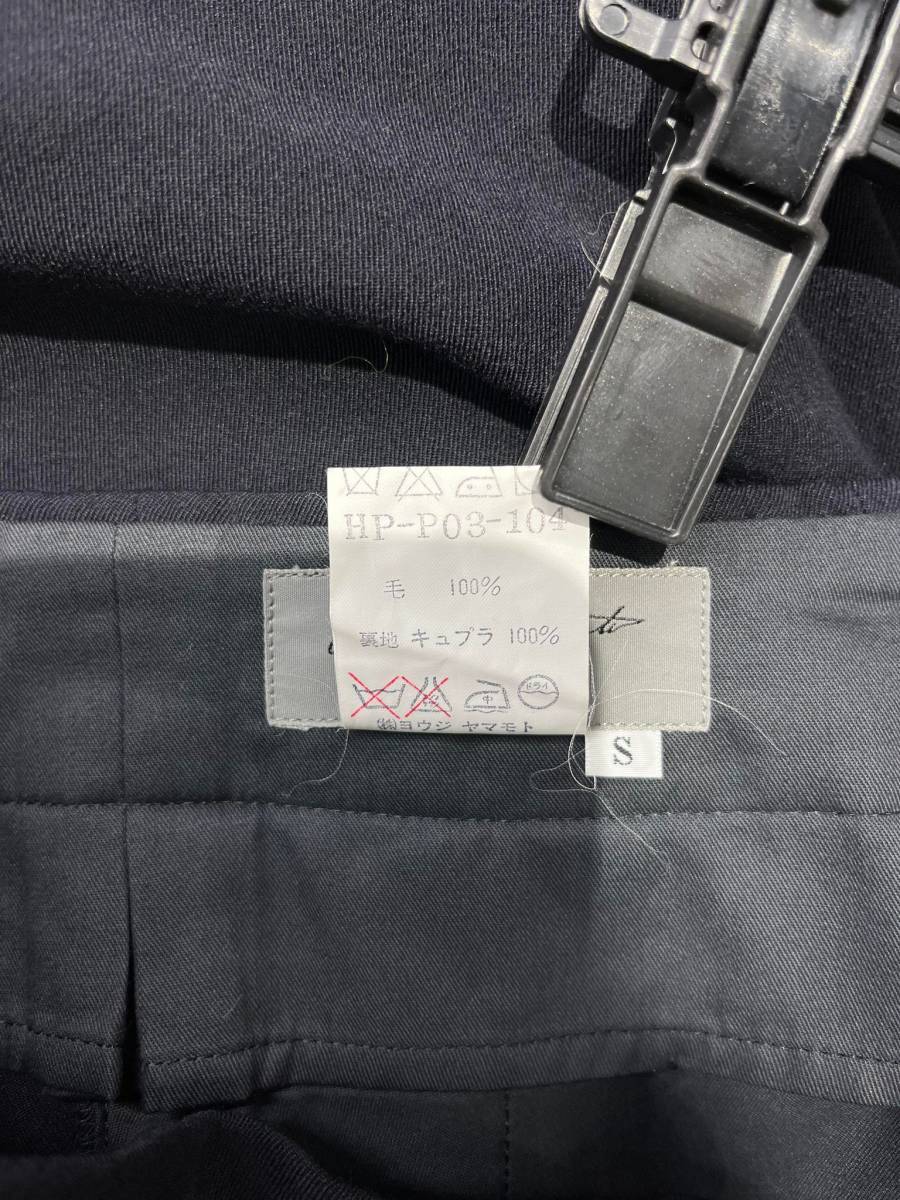 HP-P03-104
毛 100%
裏地 キュプラ 100%
中 ドライ
㈱ヨウジ ヤマモト
S